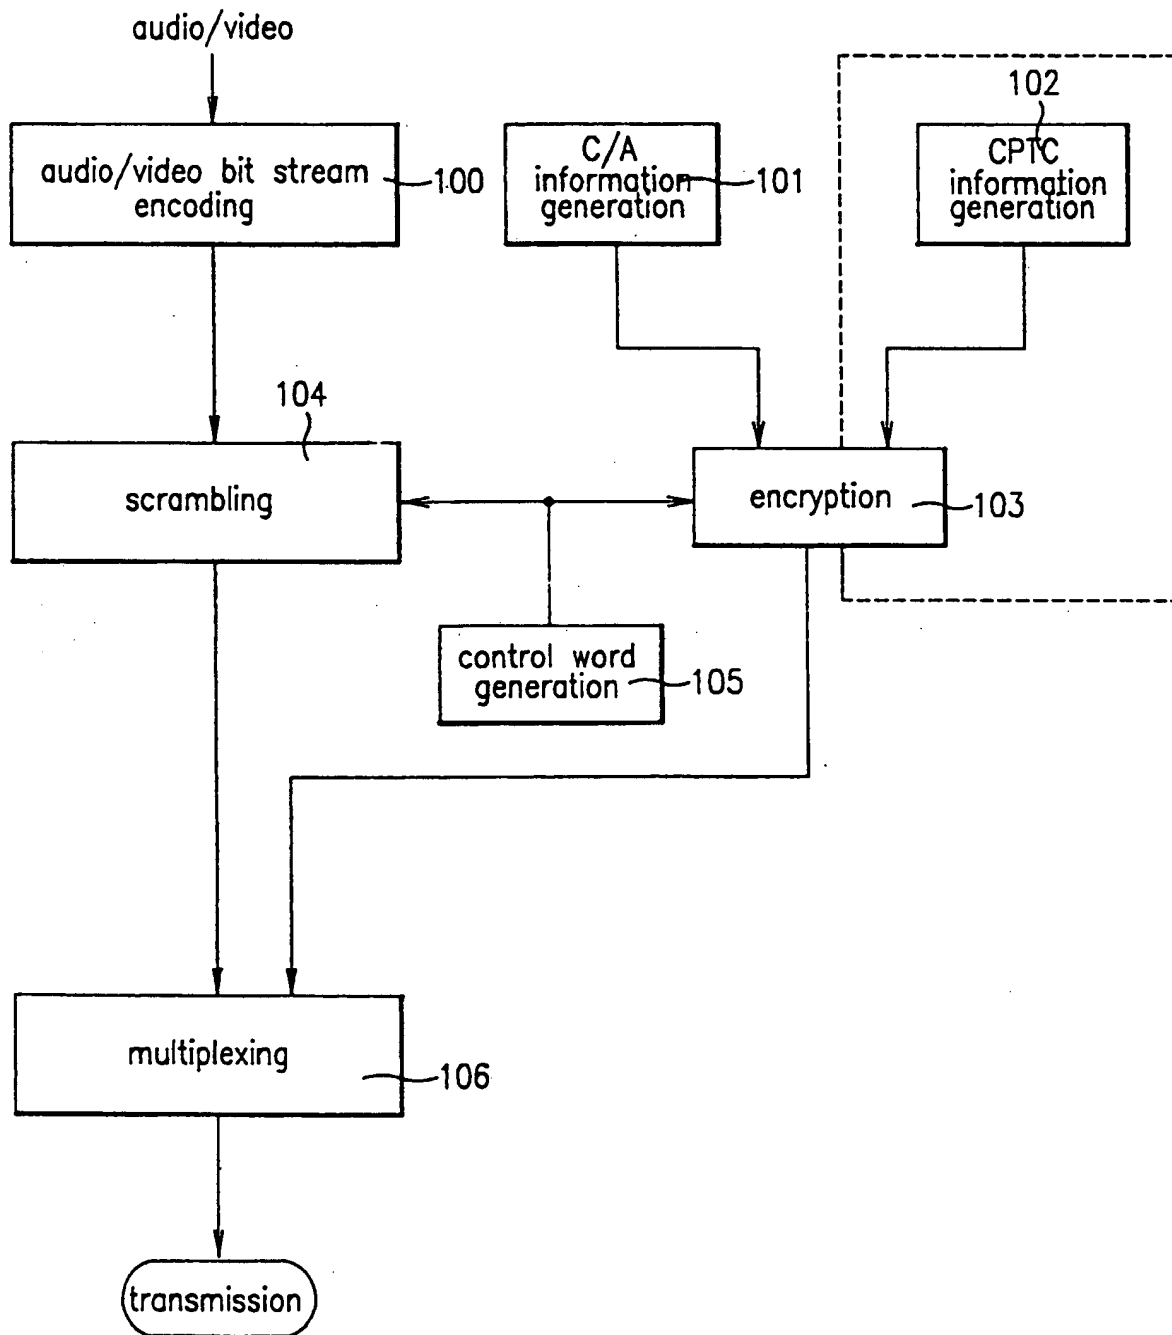 audio/video
102
audio/video bit stream
encoding
100
C/A
information
generation
101
CPTC
information
generation
104
scrambling
encryption
103
control word
generation
105
multiplexing
106
transmission